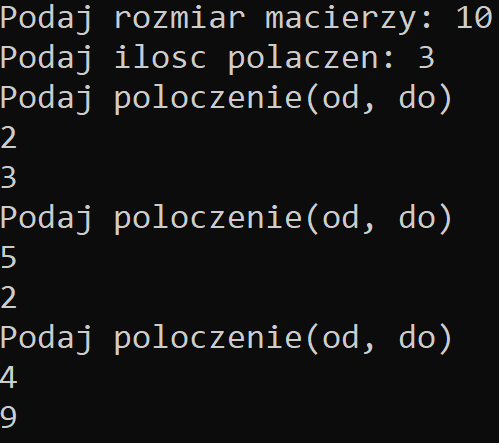 Podaj rozmiar macierzy: 10
Podaj ilosc polaczen: 3
Podaj poloczenie(od, do)
2
3
Podaj poloczenie(od, do)
5
2
Podaj poloczenie(od, do)
4
9